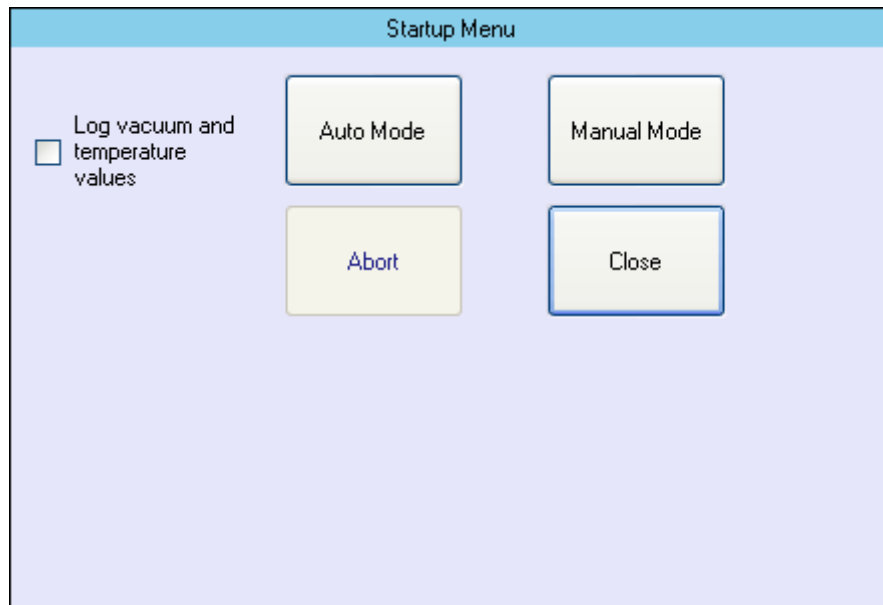 Startup Menu
Log vacuum and
temperature
values
Auto Mode
Manual Mode
Abort
Close